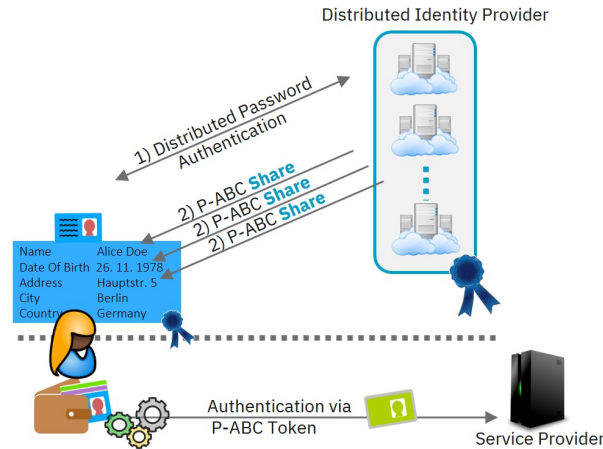 Distributed Identity Provider
1) Distributed Password
Authentication
2) P-ABC Share
2) P-ABC Share
2) P-ABC Share
Name Alice Doe
Date Of Birth 26. 11. 1978
Address Hauptstr. 5
City Berlin
Country Germany
Authentication via
P-ABC Token
Service Provider